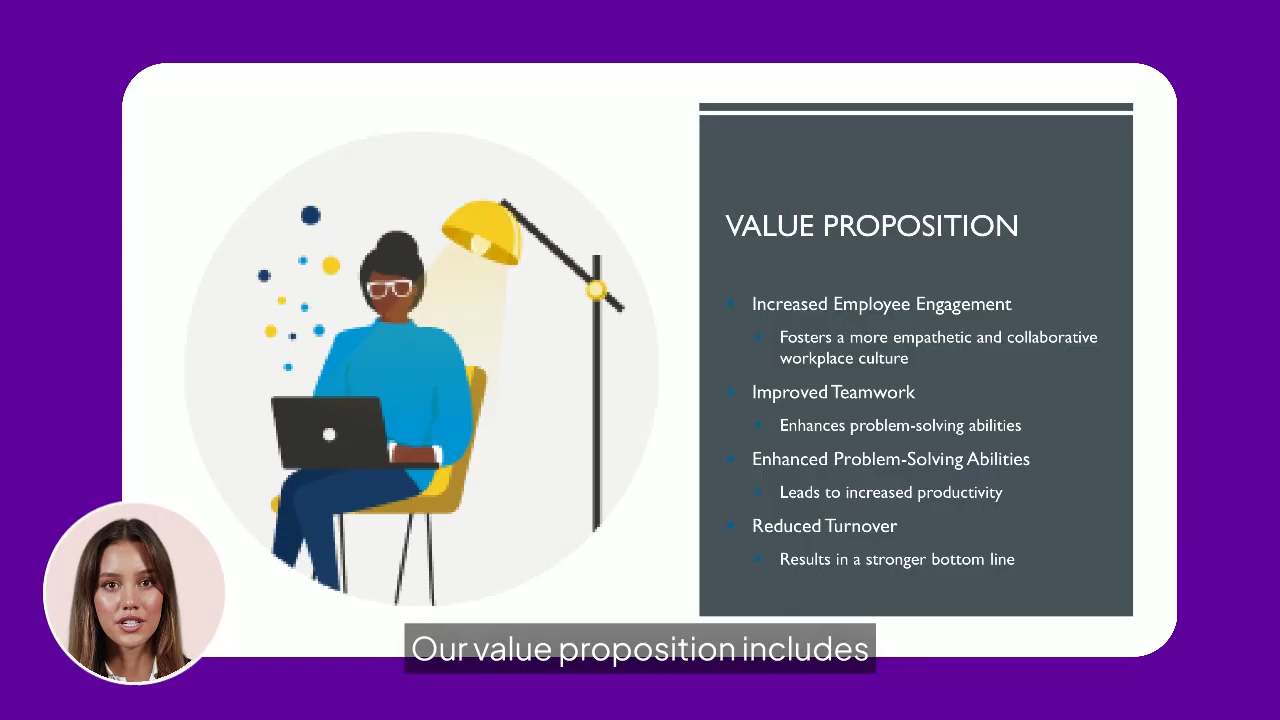 VALUE PROPOSITION
Increased Employee Engagement
Fosters a more empathetic and collaborative
workplace culture
Improved Teamwork
Enhances problem-solving abilities
Enhanced Problem-Solving Abilities
Leads to increased productivity
Reduced Turnover
Results in a stronger bottom line
Our value proposition includes